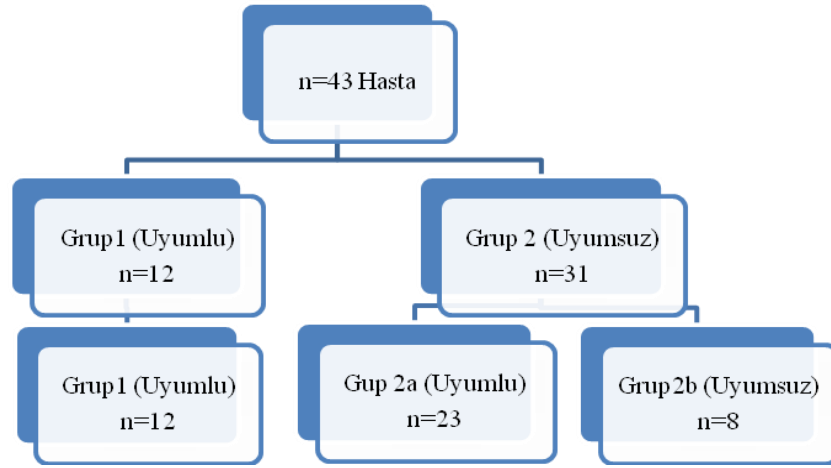 n=43 Hasta
Grup1 (Uyumlu)
n=12
Grup 2 (Uyumsuz)
n=31
Grup1 (Uyumlu)
n=12
Gup 2a (Uyumlu)
n=23
Grup2b (Uyumsuz)
n=8